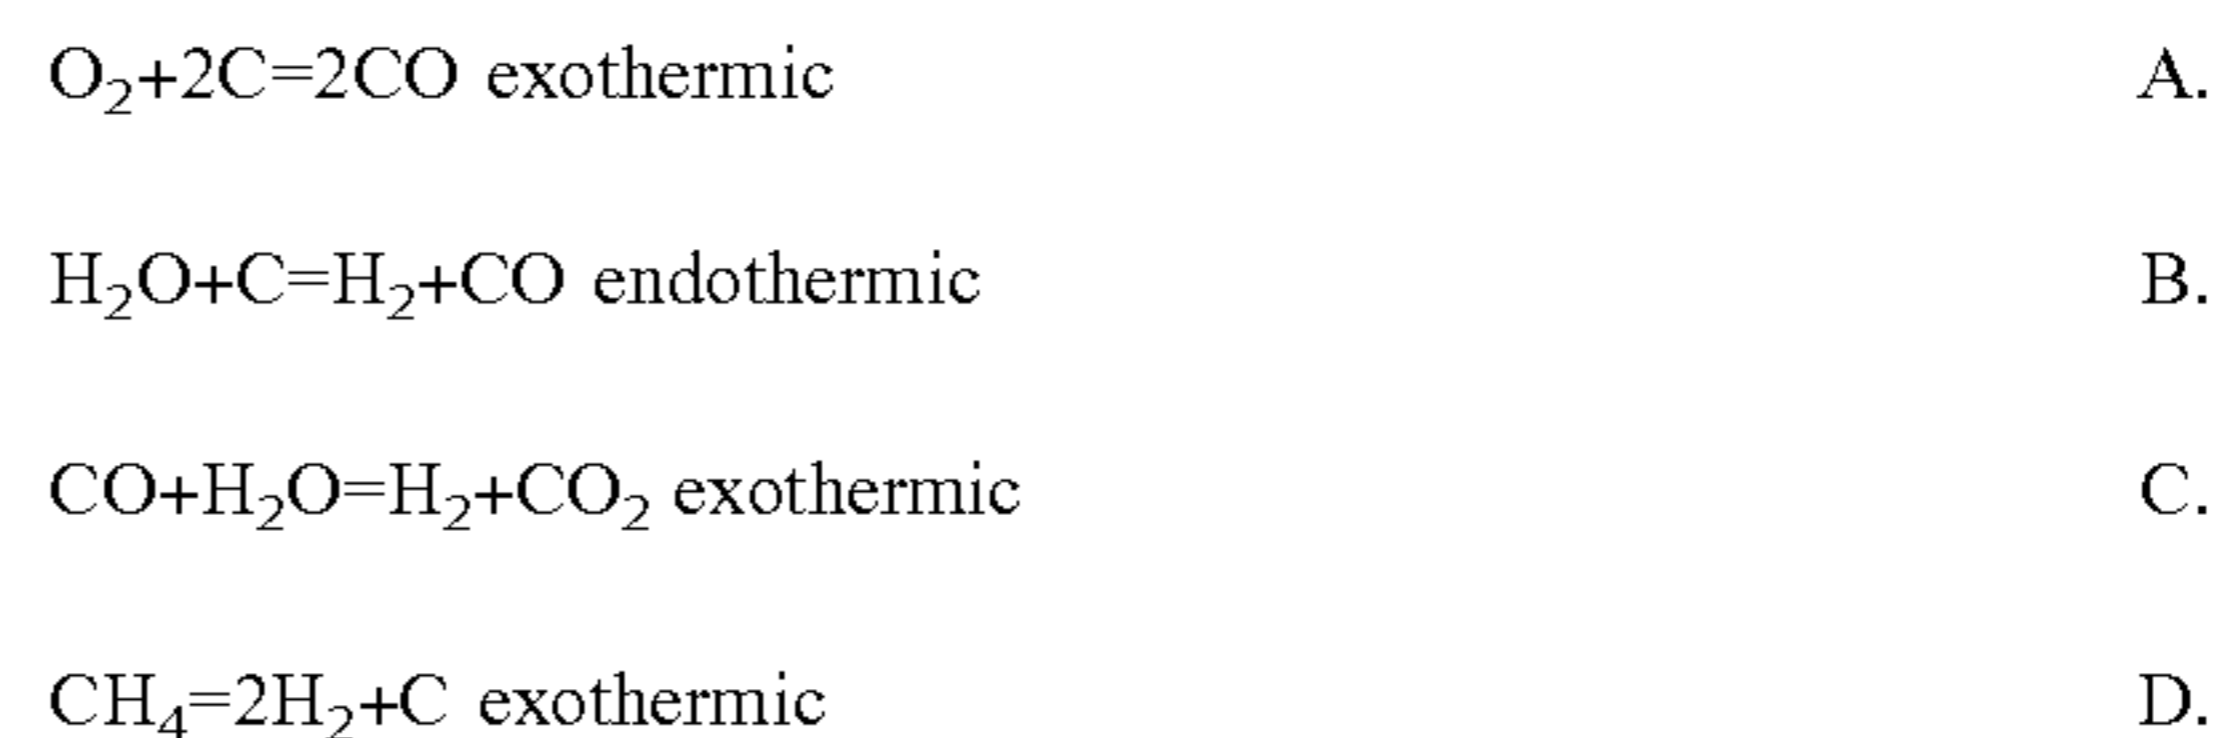 O₂+2C=2CO exothermic A.
H₂O+C=H₂+CO endothermic B.
CO+H₂O=H₂+CO₂ exothermic C.
CH₄=2H₂+C exothermic D.